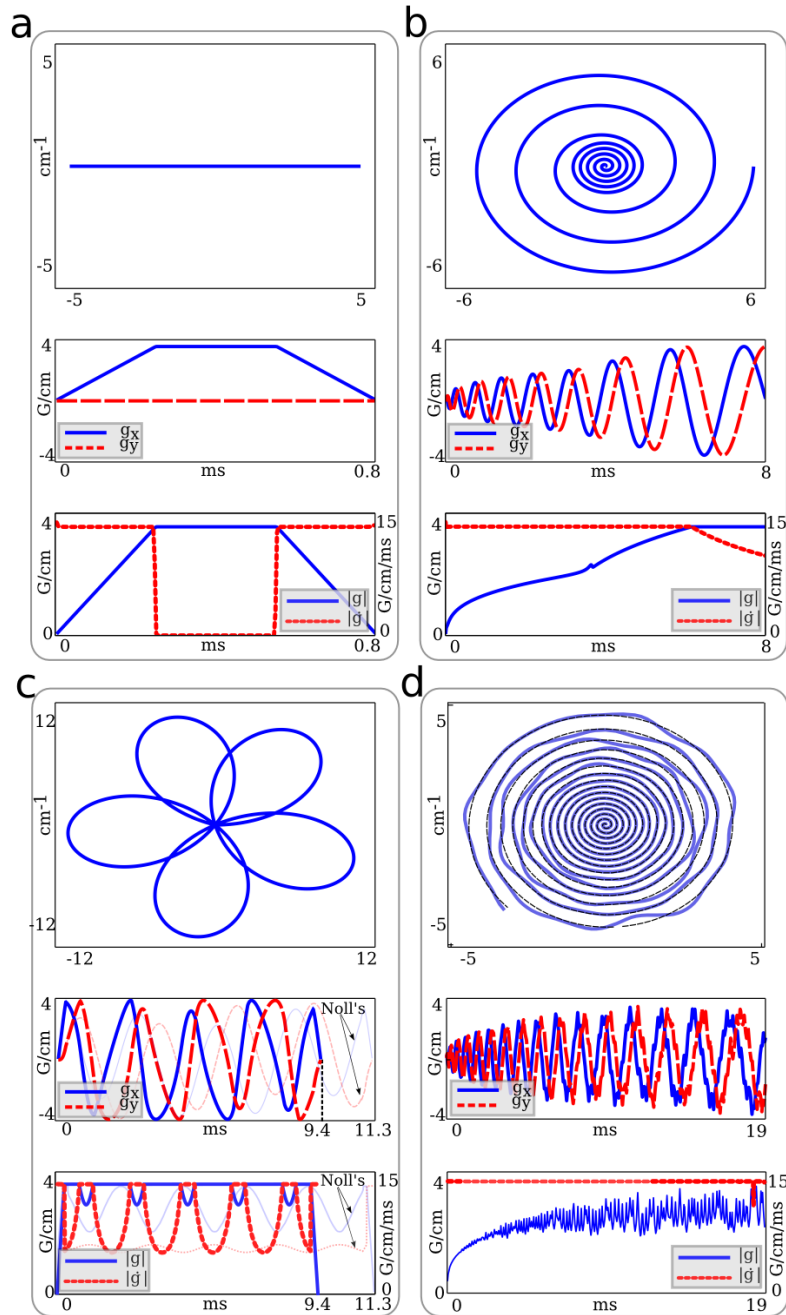 a
5
cm-1
-5
-5 5
4
G/cm
-4
gx
gy
0 ms 0.8
4
G/cm
0
15
G/cm/ms
0
|g|
|ġ|
0 ms 0.8
b
6
cm-1
-6
-6 6
4
G/cm
-4
gx
gy
0 ms 8
4
G/cm
0
15
G/cm/ms
0
|g|
|ġ|
0 ms 8
c
12
cm-1
-12
-12 12
4
G/cm
-4
Noll's
gx
gy
0 ms 9.4 11.3
4
G/cm
0
15
G/cm/ms
0
Noll's
|g|
|ġ|
0 ms 9.4 11.3
d
5
cm-1
-5
-5 5
4
G/cm
-4
gx
gy
0 ms 19
4
G/cm
0
15
G/cm/ms
0
|g|
|ġ|
0 ms 19